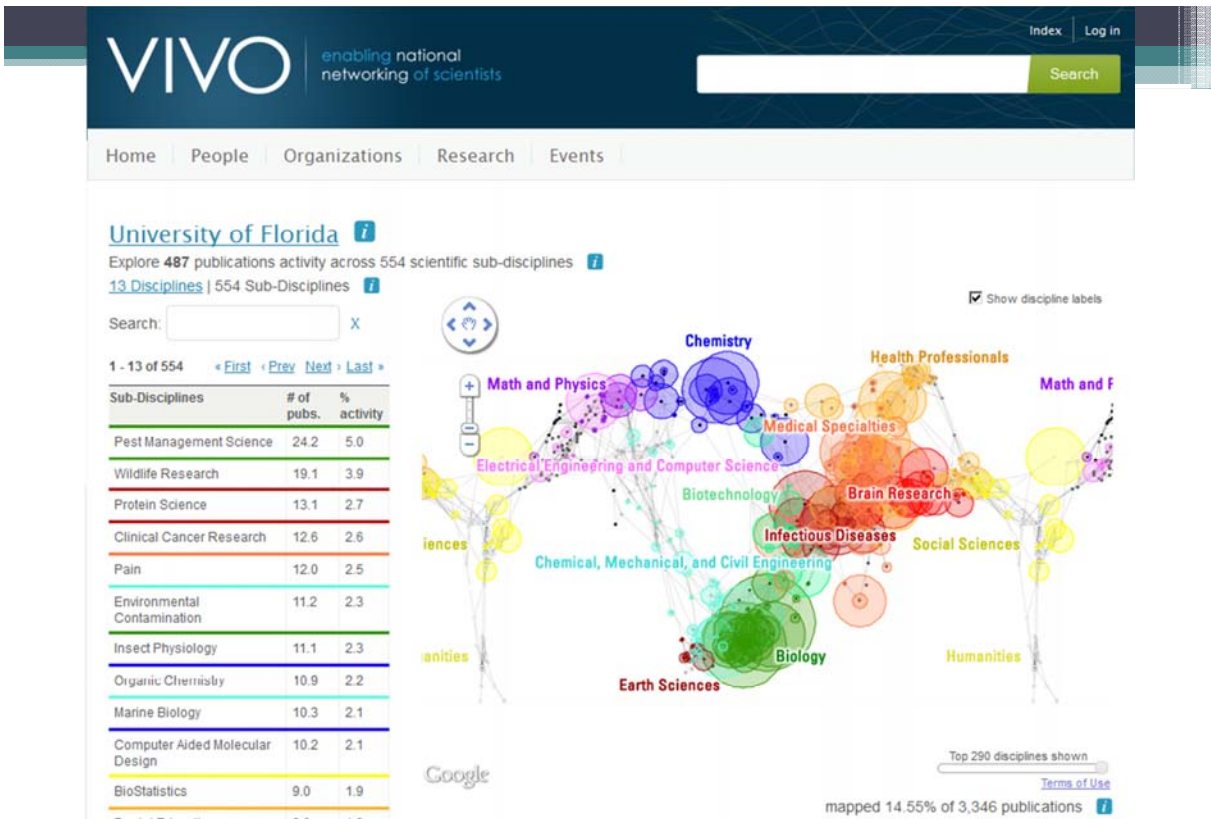 VIVO
enabling national
networking of scientists
Index | Log in
Search
Home
People
Organizations
Research
Events
University of Florida i
Explore 487 publications activity across 554 scientific sub-disciplines i
13 Disciplines | 554 Sub-Disciplines i
Search:
X
1 - 13 of 554 « First ‹ Prev Next › Last »
Sub-Disciplines # of pubs. % activity
Pest Management Science 24.2 5.0
Wildlife Research 19.1 3.9
Protein Science 13.1 2.7
Clinical Cancer Research 12.6 2.6
Pain 12.0 2.5
Environmental
Contamination 11.2 2.3
Insect Physiology 11.1 2.3
Organic Chemistry 10.9 2.2
Marine Biology 10.3 2.1
Computer Aided Molecular
Design 10.2 2.1
BioStatistics 9.0 1.9
Show discipline labels
Chemistry
Health Professionals
Math and Physics
Math and F
Medical Specialties
Electrical Engineering and Computer Science
Biotechnology
Brain Research
Infectious Diseases
iences
Social Sciences
Chemical, Mechanical, and Civil Engineering
anities
Biology
Humanities
Earth Sciences
Google
Top 290 disciplines shown
Terms of Use
mapped 14.55% of 3,346 publications i